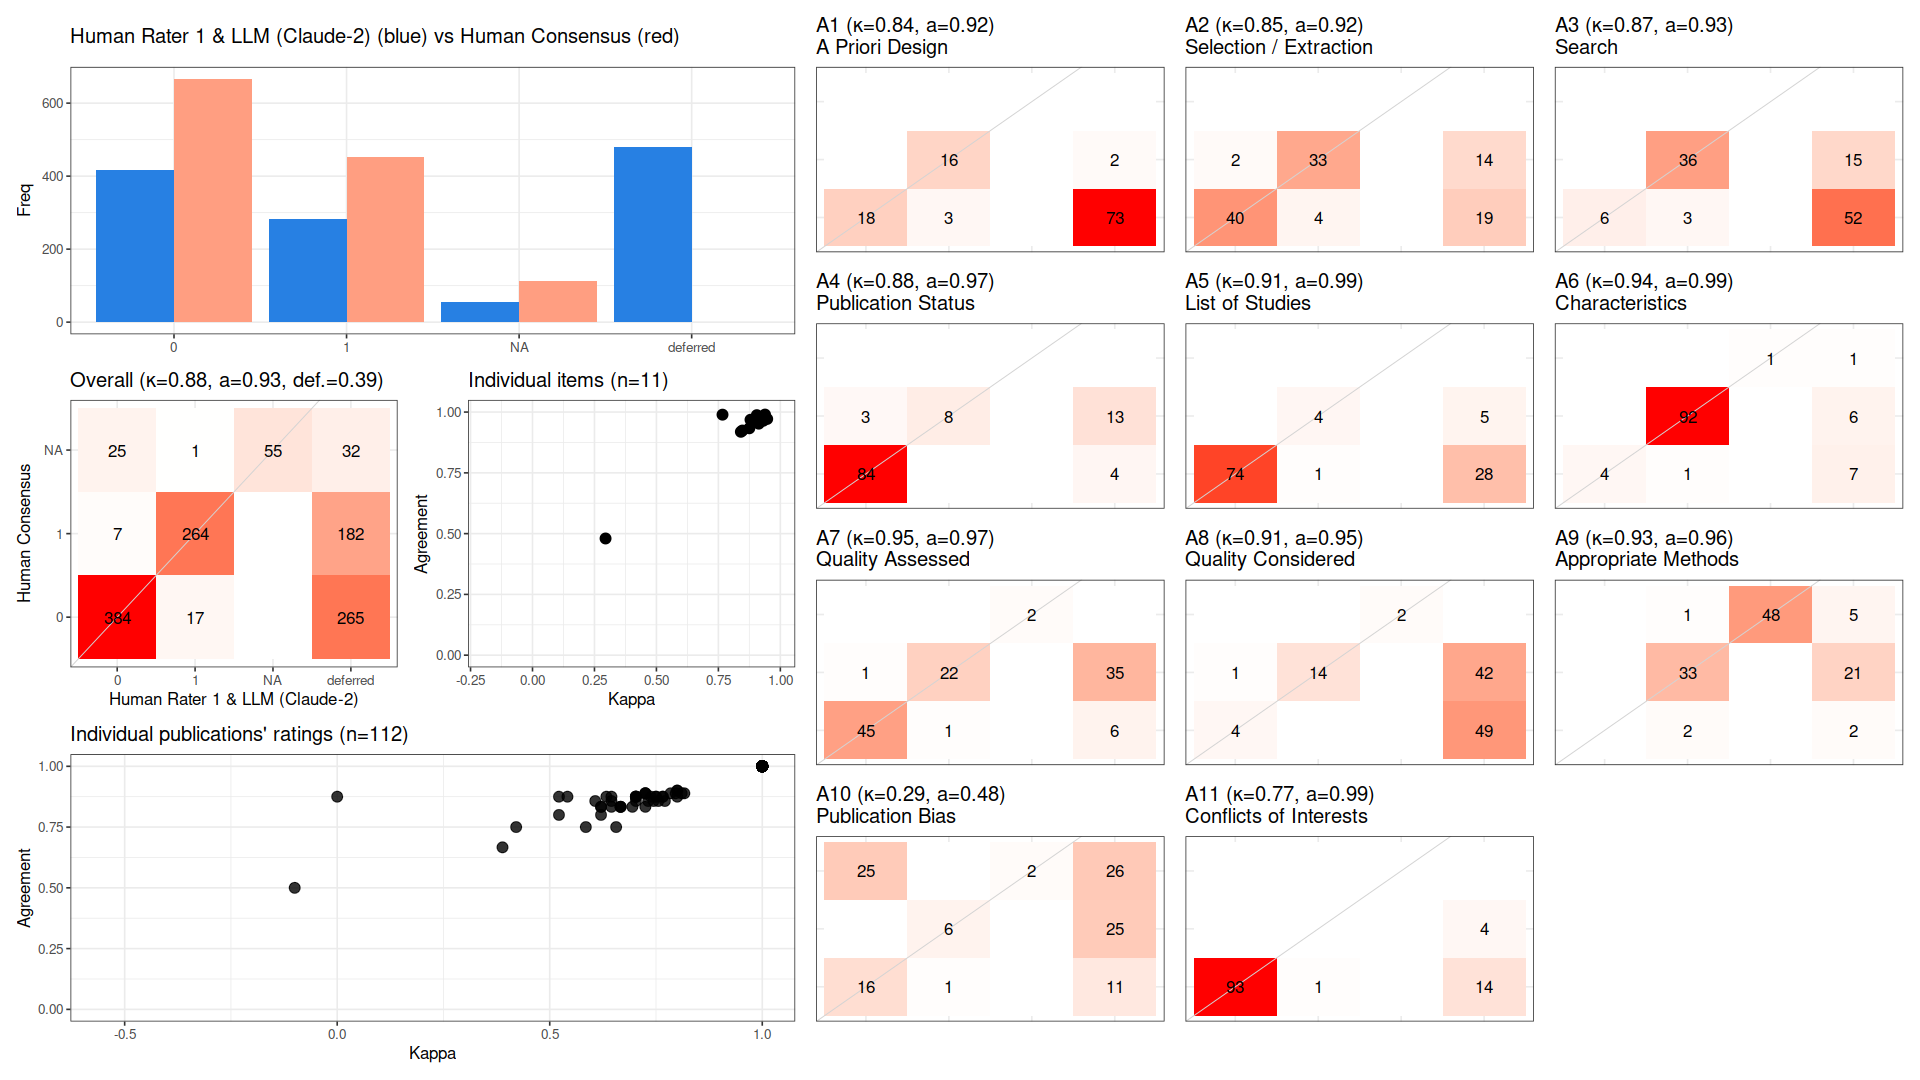 Human Rater 1 & LLM (Claude-2) (blue) vs Human Consensus (red)
Freq
600
400
200
0
0 1 NA deferred
Overall (κ=0.88, a=0.93, def.=0.39)
Human Consensus
NA 25 1 55 32
1 7 264 182
0 384 17 265
0 1 NA deferred
Human Rater 1 & LLM (Claude-2)
Individual items (n=11)
Agreement
1.00
0.75
0.50
0.25
0.00
-0.25 0.00 0.25 0.50 0.75 1.00
Kappa
Individual publications' ratings (n=112)
Agreement
1.00
0.75
0.50
0.25
0.00
-0.5 0.0 0.5 1.0
Kappa
A1 (κ=0.84, a=0.92)
A Priori Design
16 2
18 3 73
A2 (κ=0.85, a=0.92)
Selection / Extraction
2 33 14
40 4 19
A3 (κ=0.87, a=0.93)
Search
36 15
6 3 52
A4 (κ=0.88, a=0.97)
Publication Status
3 8 13
84 4
A5 (κ=0.91, a=0.99)
List of Studies
4 5
74 1 28
A6 (κ=0.94, a=0.99)
Characteristics
1 1
92 6
4 1 7
A7 (κ=0.95, a=0.97)
Quality Assessed
2
1 22 35
45 1 6
A8 (κ=0.91, a=0.95)
Quality Considered
2
1 14 42
4 49
A9 (κ=0.93, a=0.96)
Appropriate Methods
1 48 5
33 21
2 2
A10 (κ=0.29, a=0.48)
Publication Bias
25 2 26
6 25
16 1 11
A11 (κ=0.77, a=0.99)
Conflicts of Interests
4
93 1 14